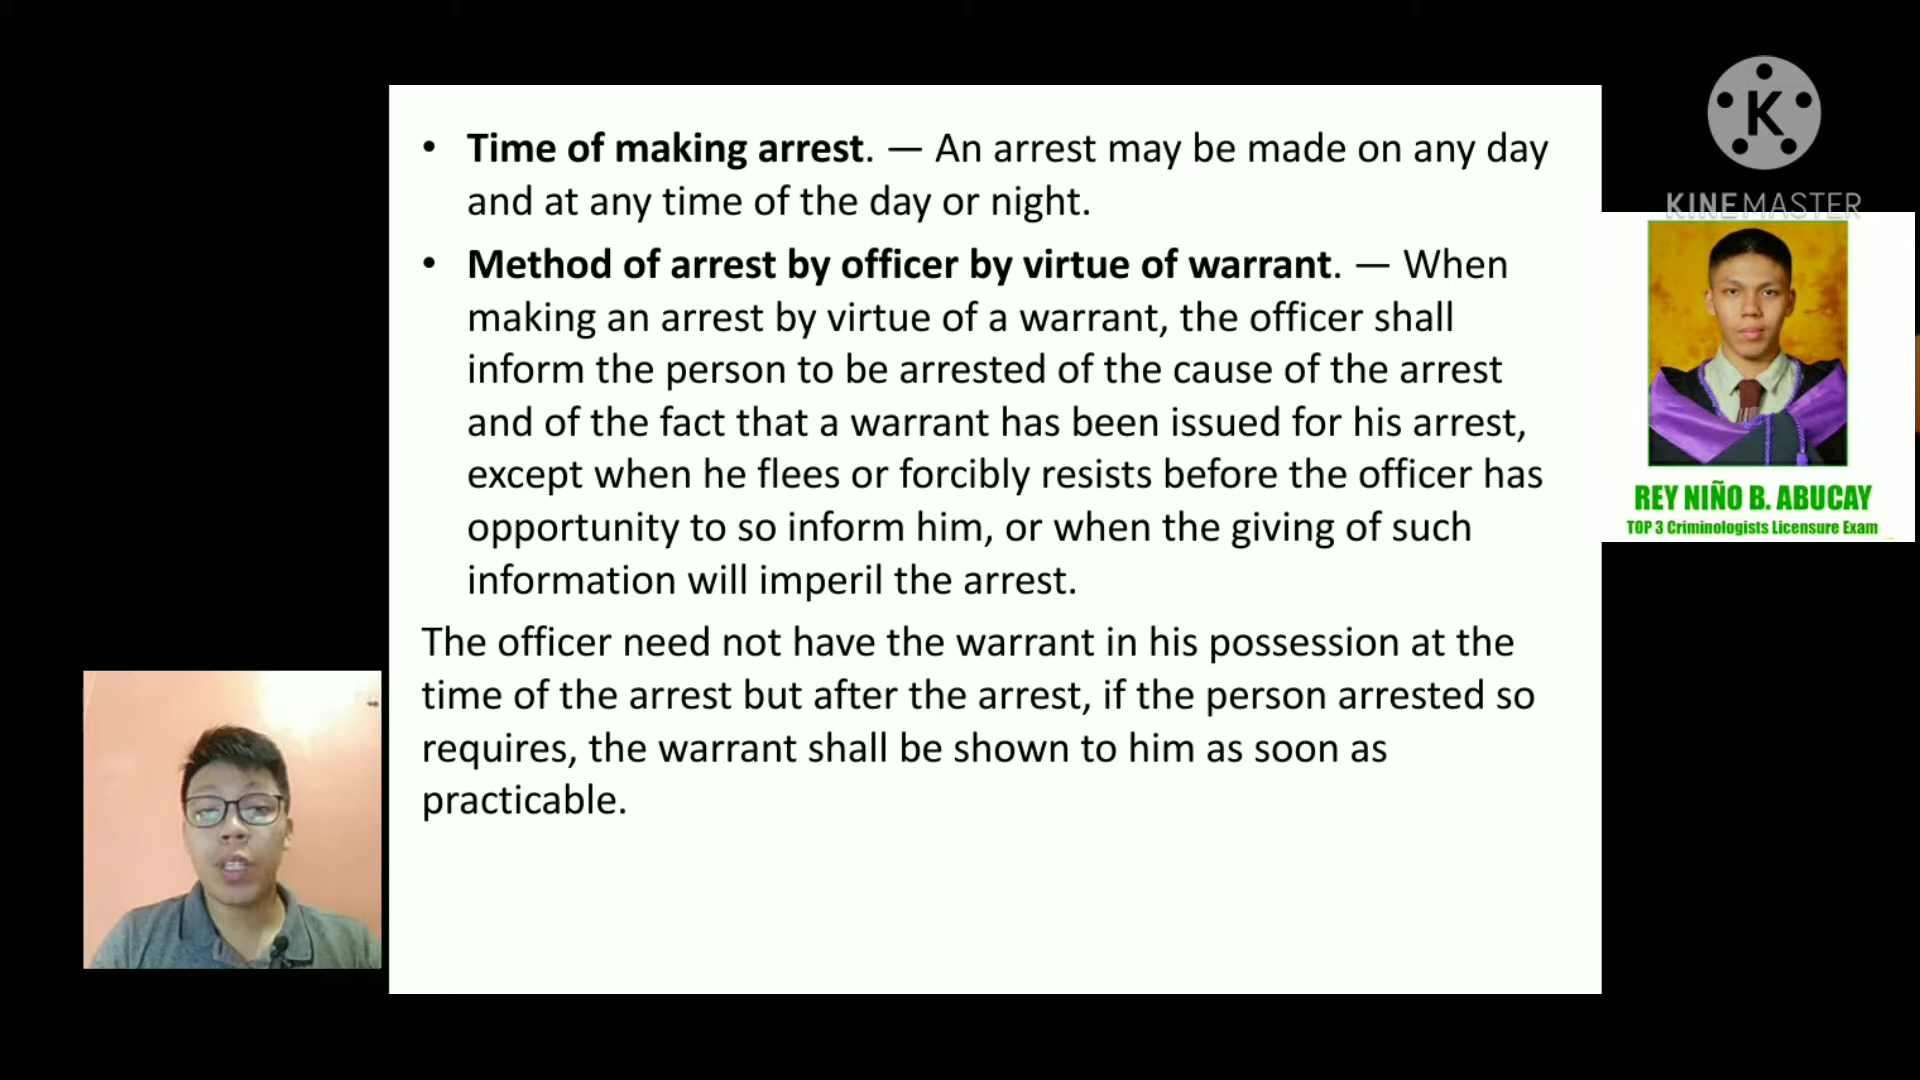 • Time of making arrest. — An arrest may be made on any day
and at any time of the day or night.
• Method of arrest by officer by virtue of warrant. — When
making an arrest by virtue of a warrant, the officer shall
inform the person to be arrested of the cause of the arrest
and of the fact that a warrant has been issued for his arrest,
except when he flees or forcibly resists before the officer has
opportunity to so inform him, or when the giving of such
information will imperil the arrest.
The officer need not have the warrant in his possession at the
time of the arrest but after the arrest, if the person arrested so
requires, the warrant shall be shown to him as soon as
practicable.
K
KINEMASTER
REY NIÑO B. ABUCAY
TOP 3 Criminologists Licensure Exam